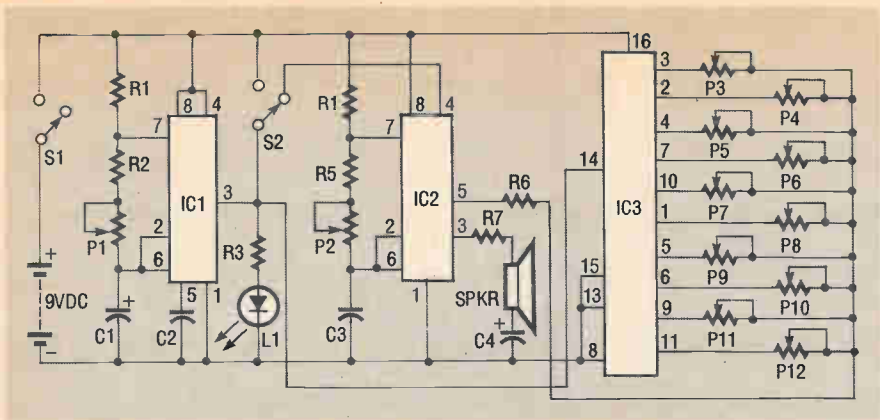 16
3
P3
2
P4
R1
8 4
R1
8 4
4
P5
S1
7
S2
7
14
7
P6
R2
IC1
3
R5
IC2
5
R6
IC3
10
P7
P1
2
R3
P2
2
3
R7
1
P8
6
6
15
5
P9
+
9VDC
−
+
C1
5
C2
1
L1
C3
1
SPKR
+
C4
13
8
6
P10
9
P11
11
P12